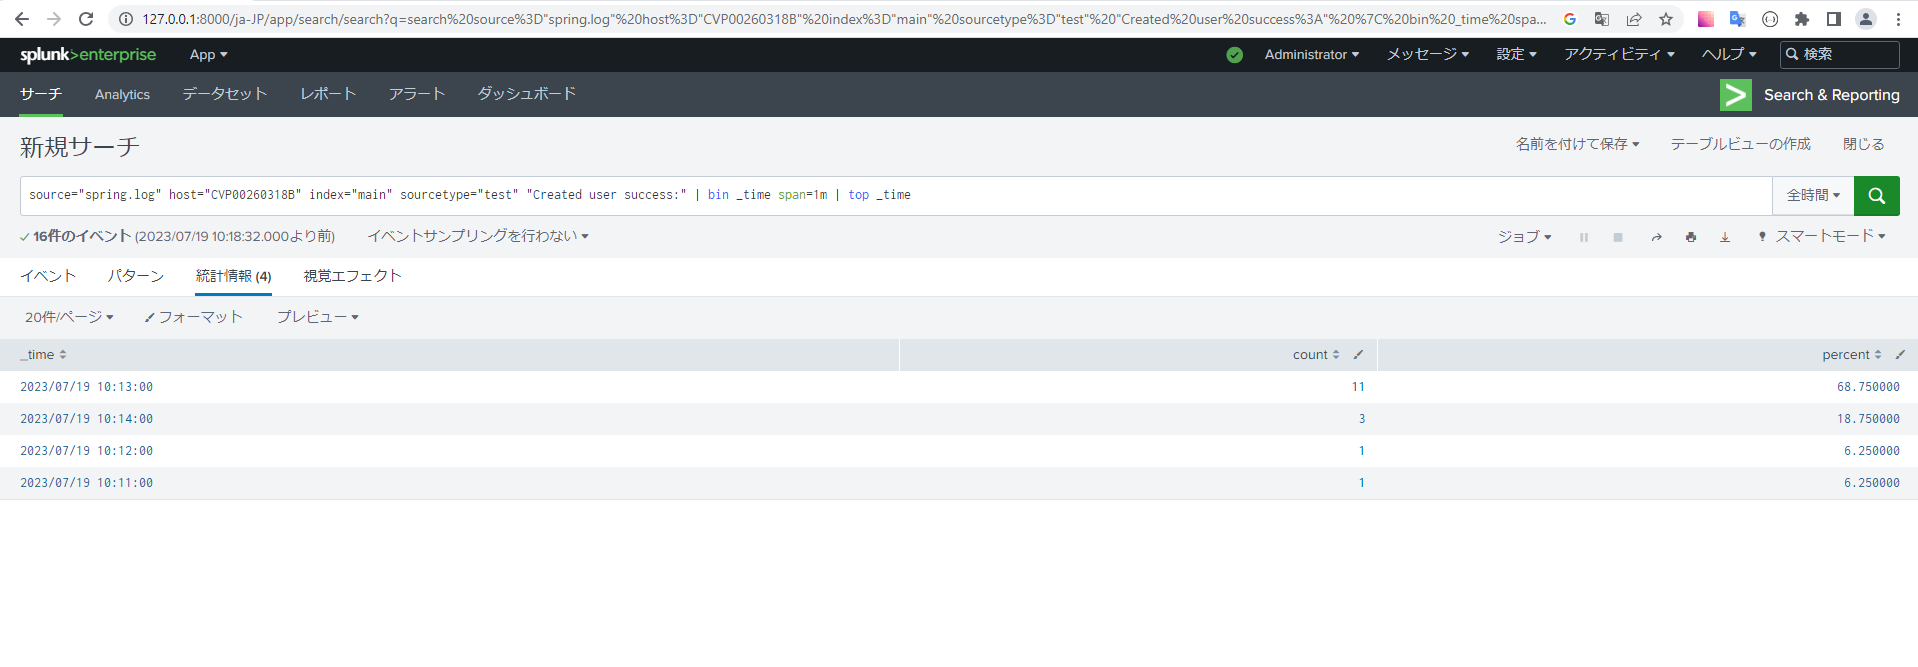 127.0.0.1:8000/ja-JP/app/search/search?q=search%20source%3D"spring.log"%20host%3D"CVP00260318B"%20index%3D"main"%20sourcetype%3D"test"%20"Created%20user%20success%3A"%20%7C%20bin%20_time%20spa...
splunk>enterprise App Administrator メッセージ 設定 アクティビティ ヘルプ 検索
サーチ Analytics データセット レポート アラート ダッシュボード > Search & Reporting
新規サーチ 名前を付けて保存 テーブルビューの作成 閉じる
source="spring.log" host="CVP00260318B" index="main" sourcetype="test" "Created user success:" | bin _time span=1m | top _time 全時間
✓ 16件のイベント (2023/07/19 10:18:32.000より前) イベントサンプリングを行わない ジョブ スマートモード
イベント パターン 統計情報 (4) 視覚エフェクト
20件/ページ フォーマット プレビュー
_time count percent
2023/07/19 10:13:00 11 68.750000
2023/07/19 10:14:00 3 18.750000
2023/07/19 10:12:00 1 6.250000
2023/07/19 10:11:00 1 6.250000